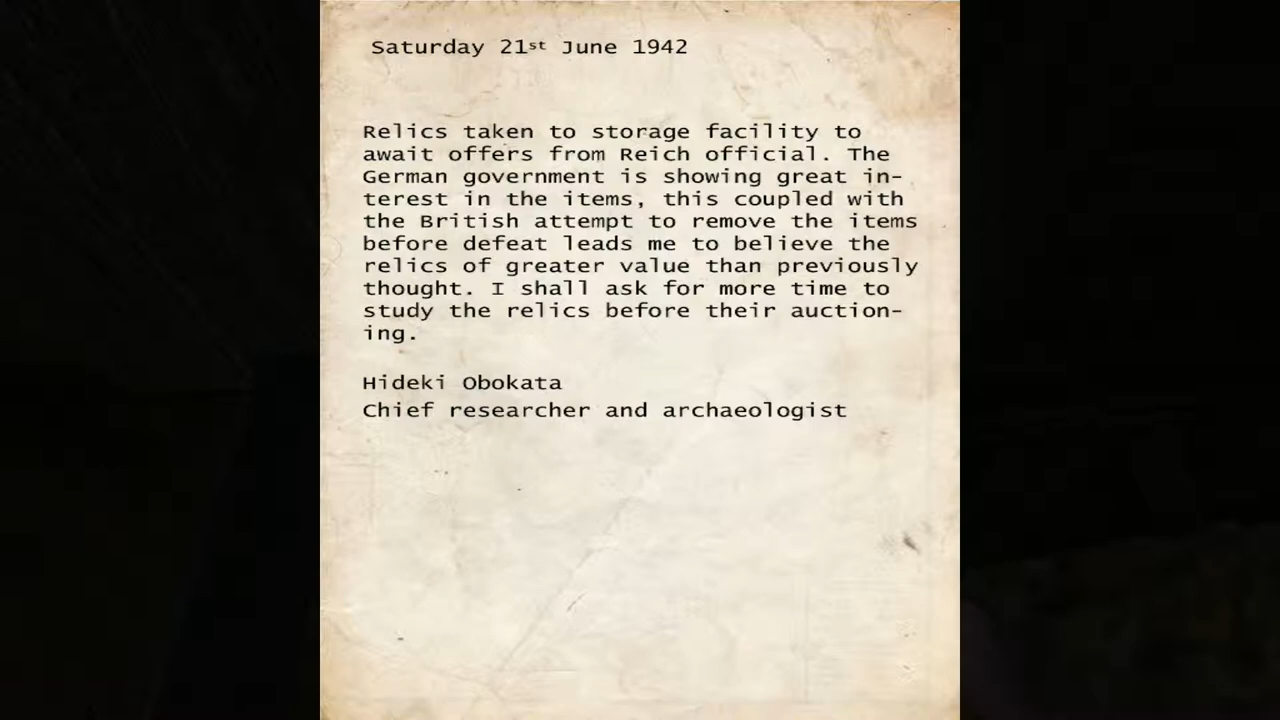 Saturday 21st June 1942
Relics taken to storage facility to
await offers from Reich official. The
German government is showing great in-
terest in the items, this coupled with
the British attempt to remove the items
before defeat leads me to believe the
relics of greater value than previously
thought. I shall ask for more time to
study the relics before their auction-
ing.
Hideki Obokata
Chief researcher and archaeologist